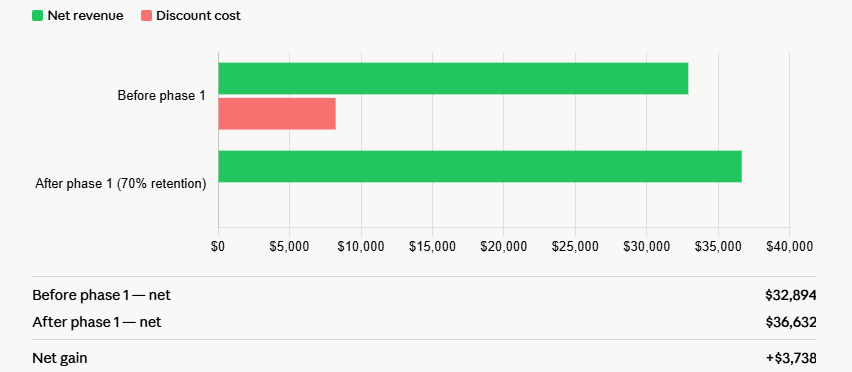 Net revenue Discount cost
Before phase 1
After phase 1 (70% retention)
$0 $5,000 $10,000 $15,000 $20,000 $25,000 $30,000 $35,000 $40,000
Before phase 1 — net $32,894
After phase 1 — net $36,632
Net gain +$3,738